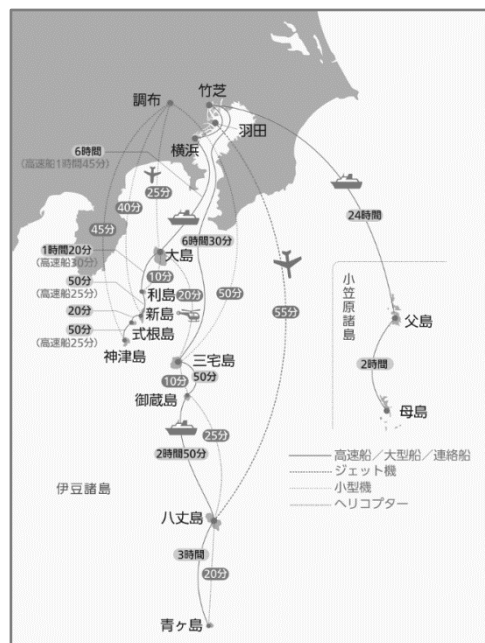 調布
竹芝
羽田
横浜
6時間
(高速船1時間45分)
25分
40分
45分
24時間
6時間30分
大島
1時間20分
(高速船30分)
10分
利島
50分
(高速船25分)
新島
20分
50分
55分
20分
式根島
50分
(高速船25分)
神津島
三宅島
10分
50分
御蔵島
25分
2時間50分
小笠原諸島
父島
2時間
母島
高速船／大型船／連絡船
ジェット機
小型機
ヘリコプター
伊豆諸島
八丈島
3時間
20分
青ヶ島